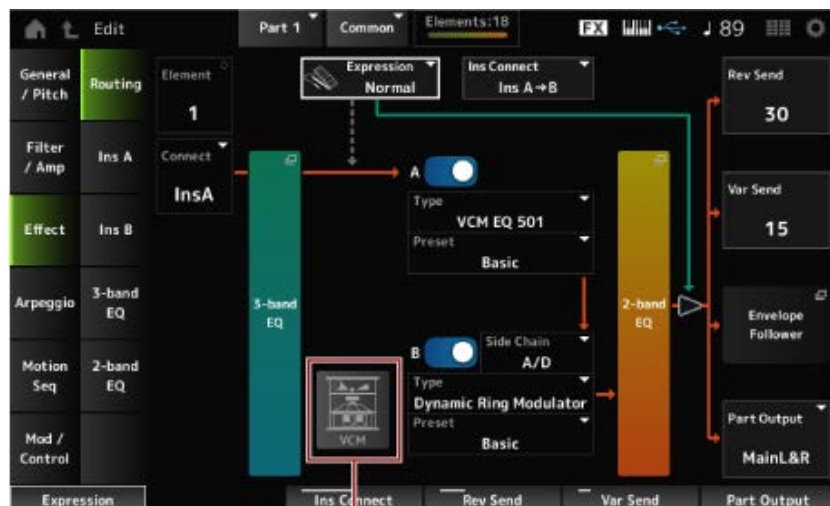 Edit
Part 1
Common
Elements:18
FX
89
General / Pitch
Routing
Element
1
Expression
Normal
Ins Connect
Ins A→B
Rev Send
30
Filter / Amp
Ins A
Connect
InsA
A
Type
VCM EQ 501
Preset
Basic
Var Send
15
Effect
Ins B
Arpeggio
3-band EQ
3-band EQ
2-band EQ
Envelope Follower
Motion Seq
2-band EQ
B
Side Chain
A/D
Type
Dynamic Ring Modulator
Preset
Basic
VCM
Mod / Control
Part Output
MainL&R
Expression
Ins Connect
Rev Send
Var Send
Part Output